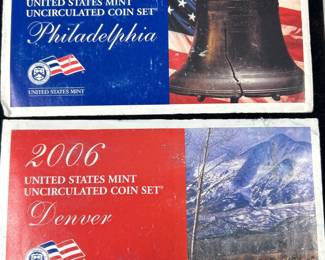 UNITED STATES MINT
UNCIRCULATED COIN SET®
Philadelphia
UNITED STATES MINT
2006
UNITED STATES MINT
UNCIRCULATED COIN SET®
Denver